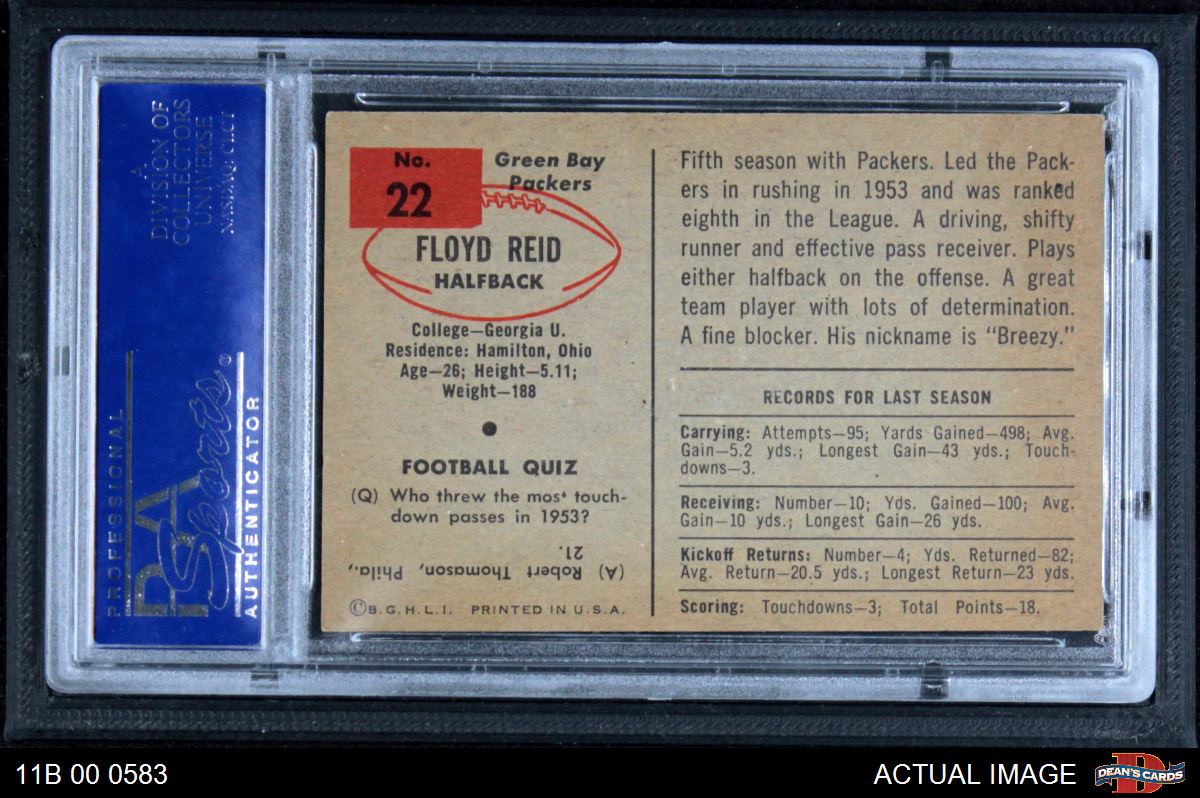 A
DIVISION OF
COLLECTORS
UNIVERSE
NASDAQ: CLCT
PROFESSIONAL
PSA
Sports®
AUTHENTICATOR
No.
22
Green Bay
Packers
FLOYD REID
HALFBACK
College—Georgia U.
Residence: Hamilton, Ohio
Age—26; Height—5.11;
Weight—188
FOOTBALL QUIZ
(Q) Who threw the most touch-
down passes in 1953?
(A) Robert Thomason, Phila.,
21.
©B.G.H.L.I. PRINTED IN U.S.A.
Fifth season with Packers. Led the Pack-
ers in rushing in 1953 and was ranked
eighth in the League. A driving, shifty
runner and effective pass receiver. Plays
either halfback on the offense. A great
team player with lots of determination.
A fine blocker. His nickname is "Breezy."
RECORDS FOR LAST SEASON
Carrying: Attempts—95; Yards Gained—498; Avg.
Gain—5.2 yds.; Longest Gain—43 yds.; Touch-
downs—3.
Receiving: Number—10; Yds. Gained—100; Avg.
Gain—10 yds.; Longest Gain—26 yds.
Kickoff Returns: Number—4; Yds. Returned—82;
Avg. Return—20.5 yds.; Longest Return—23 yds.
Scoring: Touchdowns—3; Total Points—18.
11B 00 0583
ACTUAL IMAGE
D
DEAN'S CARDS